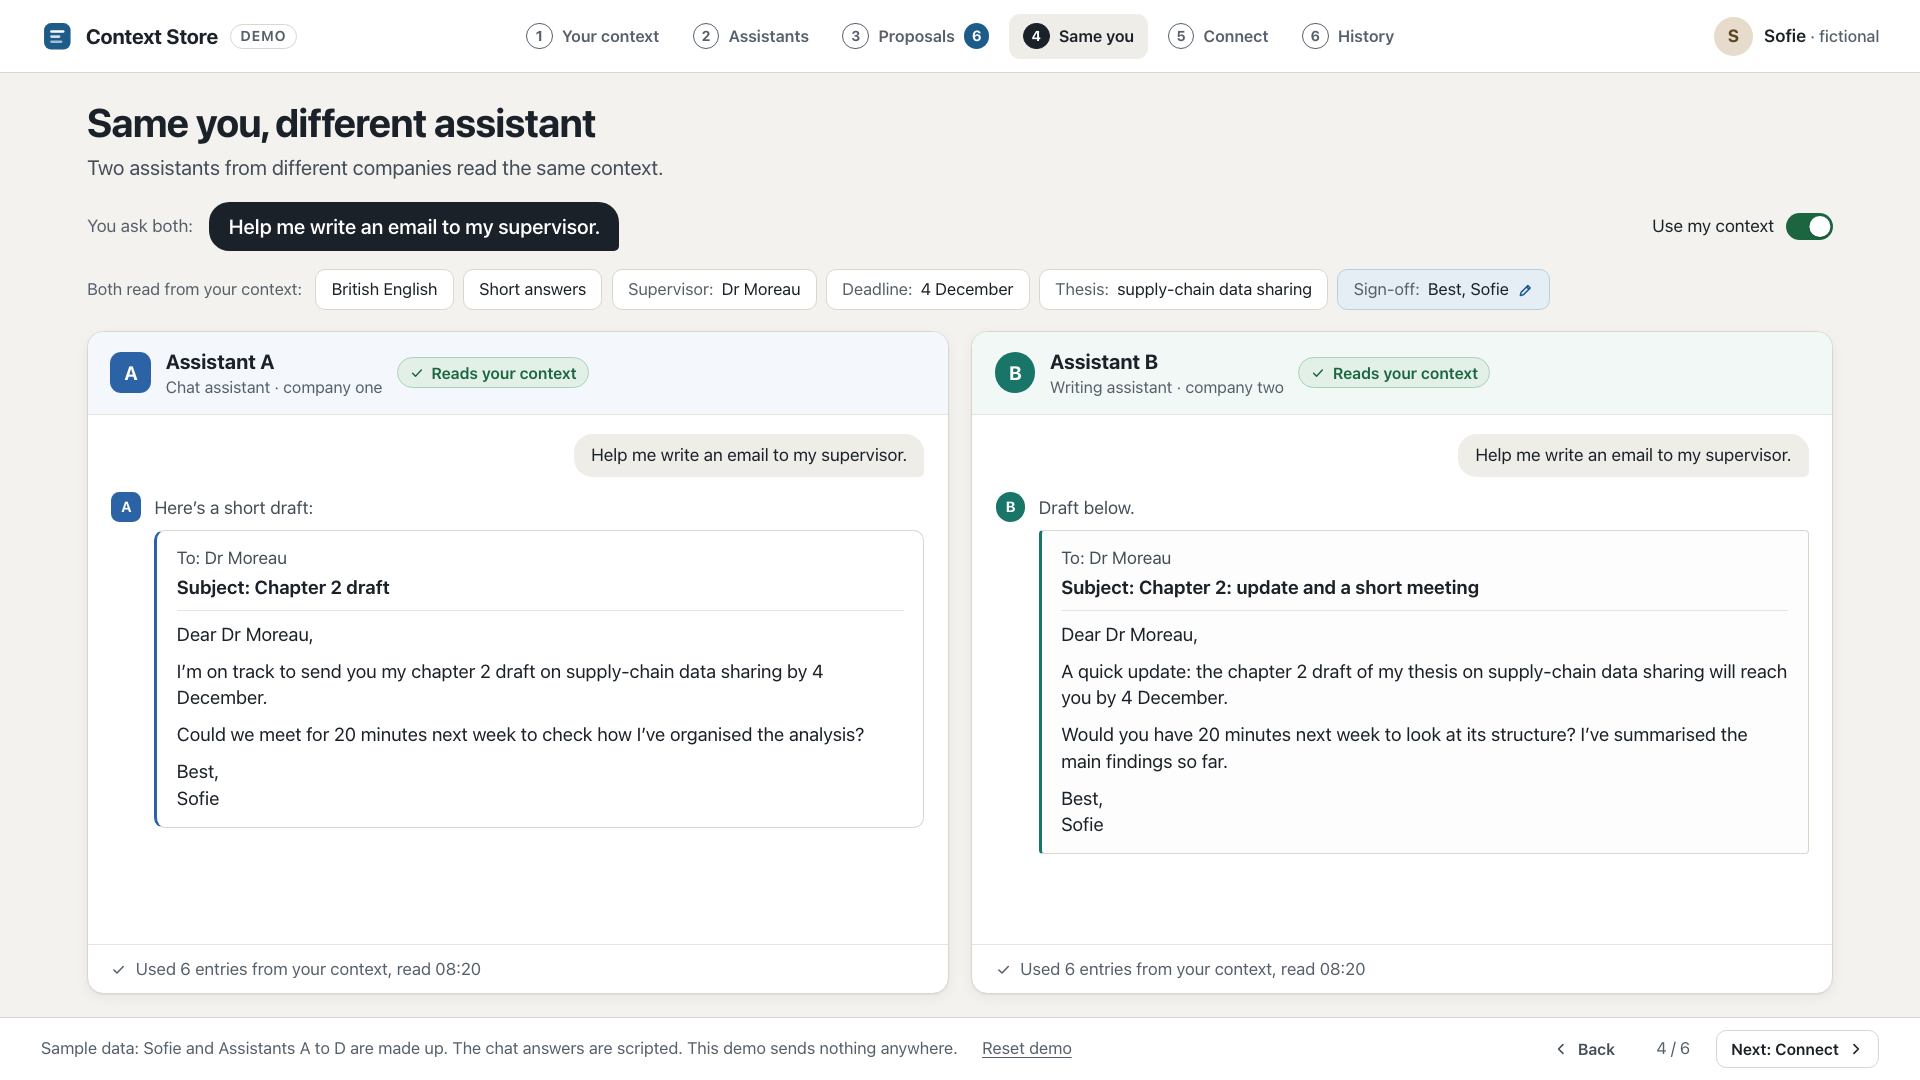 Context Store DEMO
1 Your context
2 Assistants
3 Proposals 6
4 Same you
5 Connect
6 History
S Sofie · fictional
Same you, different assistant
Two assistants from different companies read the same context.
You ask both: Help me write an email to my supervisor.
Use my context
Both read from your context: British English Short answers Supervisor: Dr Moreau Deadline: 4 December Thesis: supply-chain data sharing Sign-off: Best, Sofie
A
Assistant A
Chat assistant · company one
Reads your context
Help me write an email to my supervisor.
A Here’s a short draft:
To: Dr Moreau
Subject: Chapter 2 draft
Dear Dr Moreau,
I’m on track to send you my chapter 2 draft on supply-chain data sharing by 4
December.
Could we meet for 20 minutes next week to check how I’ve organised the analysis?
Best,
Sofie
Used 6 entries from your context, read 08:20
B
Assistant B
Writing assistant · company two
Reads your context
Help me write an email to my supervisor.
B Draft below.
To: Dr Moreau
Subject: Chapter 2: update and a short meeting
Dear Dr Moreau,
A quick update: the chapter 2 draft of my thesis on supply-chain data sharing will reach
you by 4 December.
Would you have 20 minutes next week to look at its structure? I’ve summarised the
main findings so far.
Best,
Sofie
Used 6 entries from your context, read 08:20
Sample data: Sofie and Assistants A to D are made up. The chat answers are scripted. This demo sends nothing anywhere. Reset demo
Back
4 / 6
Next: Connect